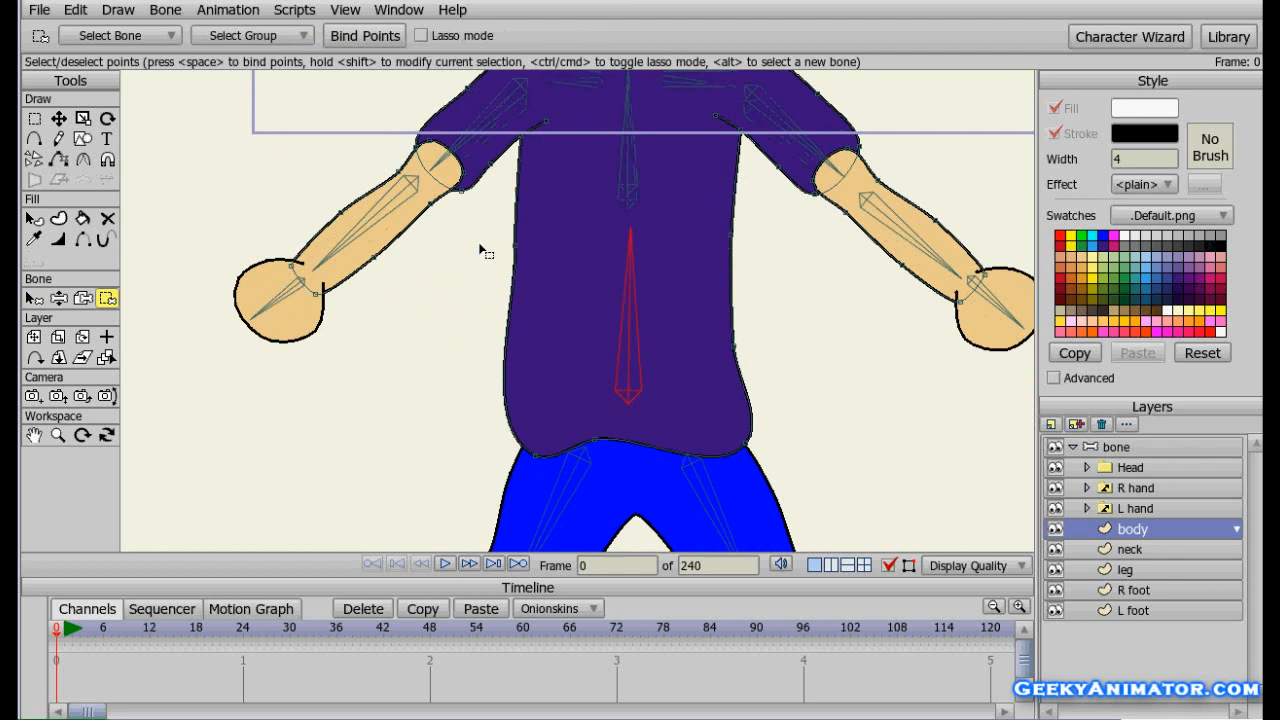 File Edit Draw Bone Animation Scripts View Window Help
Select Bone Select Group Bind Points Lasso mode Character Wizard Library
Select/deselect points (press <space> to bind points, hold <shift> to modify current selection, <ctrl/cmd> to toggle lasso mode, <alt> to select a new bone) Frame: 0
Tools
Draw
T
Fill
Bone
Layer
Camera
Workspace
Style
Fill
Stroke
No Brush
Width 4
Effect <plain> ...
Swatches .Default.png
Copy Paste Reset
Advanced
Layers
...
bone
Head
R hand
L hand
body
neck
leg
R foot
L foot
Frame 0 of 240 Display Quality
Timeline
Channels Sequencer Motion Graph Delete Copy Paste Onionskins
0 6 12 18 24 30 36 42 48 54 60 66 72 78 84 90 96 102 108 114 120
0 1 2 3 4 5
GeekyAnimator.com